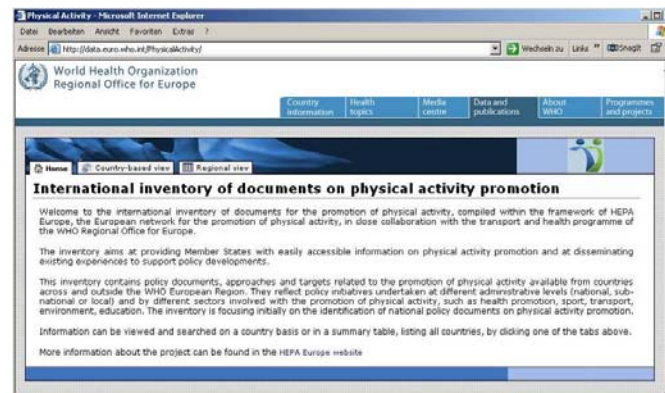 Physical Activity - Microsoft Internet Explorer
Datei Bearbeiten Ansicht Favoriten Extras ?
Adresse http://data.euro.who.int/PhysicalActivity/ Wechseln zu Links » SnagIt
World Health Organization
Regional Office for Europe
Country information Health topics Media centre Data and publications About WHO Programmes and projects
Home Country-based view Regional view
International inventory of documents on physical activity promotion
Welcome to the international inventory of documents for the promotion of physical activity, compiled within the framework of HEPA
Europe, the European network for the promotion of physical activity, in close collaboration with the transport and health programme of
the WHO Regional Office for Europe.
The inventory aims at providing Member States with easily accessible information on physical activity promotion and at disseminating
existing experiences to support policy developments.
This inventory contains policy documents, approaches and targets related to the promotion of physical activity available from countries
across and outside the WHO European Region. They reflect policy initiatives undertaken at different administrative levels (national, sub-
national or local) and by different sectors involved with the promotion of physical activity, such as health promotion, sport, transport,
environment, education. The inventory is focusing initially on the identification of national policy documents on physical activity promotion.
Information can be viewed and searched on a country basis or in a summary table, listing all countries, by clicking one of the tabs above.
More information about the project can be found in the HEPA Europe website